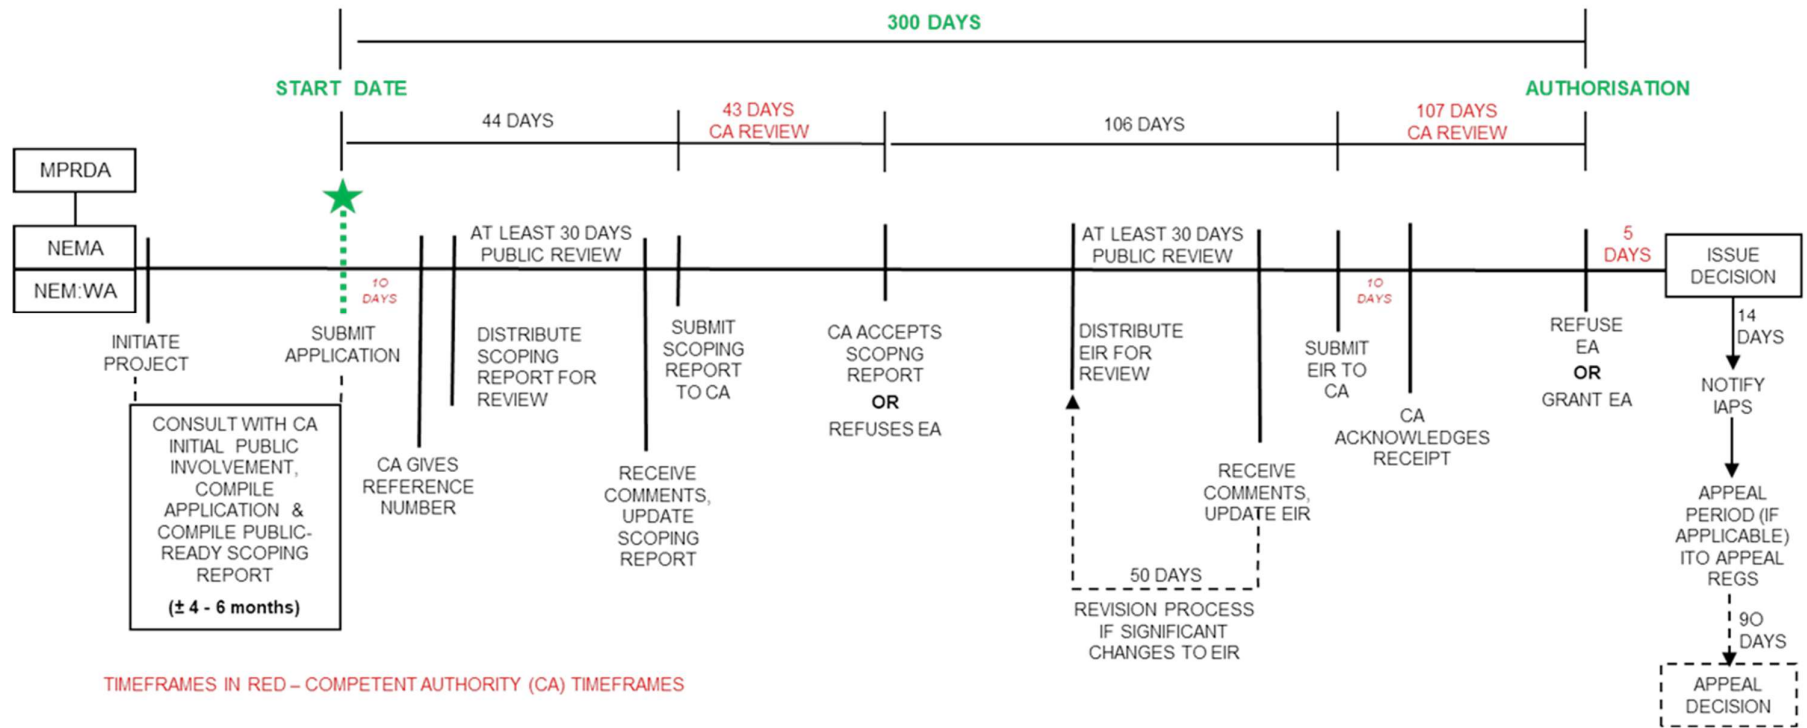 300 DAYS
START DATE
AUTHORISATION
44 DAYS
43 DAYS
CA REVIEW
106 DAYS
107 DAYS
CA REVIEW
MPRDA
NEMA
NEM:WA
10
DAYS
AT LEAST 30 DAYS
PUBLIC REVIEW
AT LEAST 30 DAYS
PUBLIC REVIEW
10
DAYS
5
DAYS
ISSUE
DECISION
INITIATE
PROJECT
SUBMIT
APPLICATION
DISTRIBUTE
SCOPING
REPORT FOR
REVIEW
SUBMIT
SCOPING
REPORT
TO CA
CA ACCEPTS
SCOPNG
REPORT
OR
REFUSES EA
DISTRIBUTE
EIR FOR
REVIEW
SUBMIT
EIR TO
CA
REFUSE
EA
OR
GRANT EA
14
DAYS
NOTIFY
IAPS
CONSULT WITH CA
INITIAL PUBLIC
INVOLVEMENT,
COMPILE
APPLICATION &
COMPILE PUBLIC-
READY SCOPING
REPORT
(± 4 - 6 months)
CA GIVES
REFERENCE
NUMBER
RECEIVE
COMMENTS,
UPDATE
SCOPING
REPORT
RECEIVE
COMMENTS,
UPDATE EIR
CA
ACKNOWLEDGES
RECEIPT
50 DAYS
REVISION PROCESS
IF SIGNIFICANT
CHANGES TO EIR
APPEAL
PERIOD (IF
APPLICABLE)
ITO APPEAL
REGS
90
DAYS
APPEAL
DECISION
TIMEFRAMES IN RED – COMPETENT AUTHORITY (CA) TIMEFRAMES